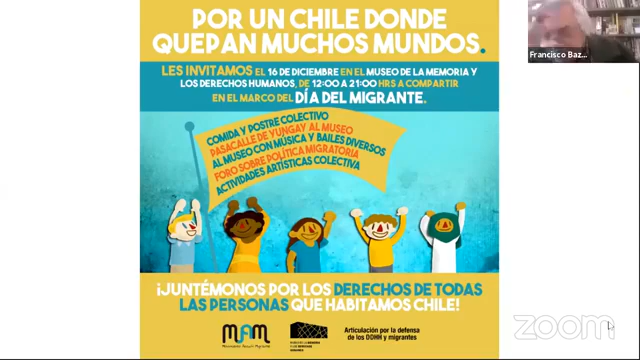 POR UN CHILE DONDE
QUEPAN MUCHOS MUNDOS.
LES INVITAMOS EL 16 DE DICIEMBRE EN EL MUSEO DE LA MEMORIA Y
LOS DERECHOS HUMANOS, DE 12:00 A 21:00 HRS A COMPARTIR
EN EL MARCO DEL DÍA DEL MIGRANTE.
COMIDA Y POSTRE COLECTIVO
PASACALLE DE YUNGAY AL MUSEO
AL MUSEO CON MÚSICA Y BAILES DIVERSOS
FORO SOBRE POLÍTICA MIGRATORIA
ACTIVIDADES ARTÍSTICAS COLECTIVA
¡JUNTÉMONOS POR LOS DERECHOS DE TODAS
LAS PERSONAS QUE HABITAMOS CHILE!
Articulación por la defensa
de los DDHH y migrantes
Francisco Baz...
zoom